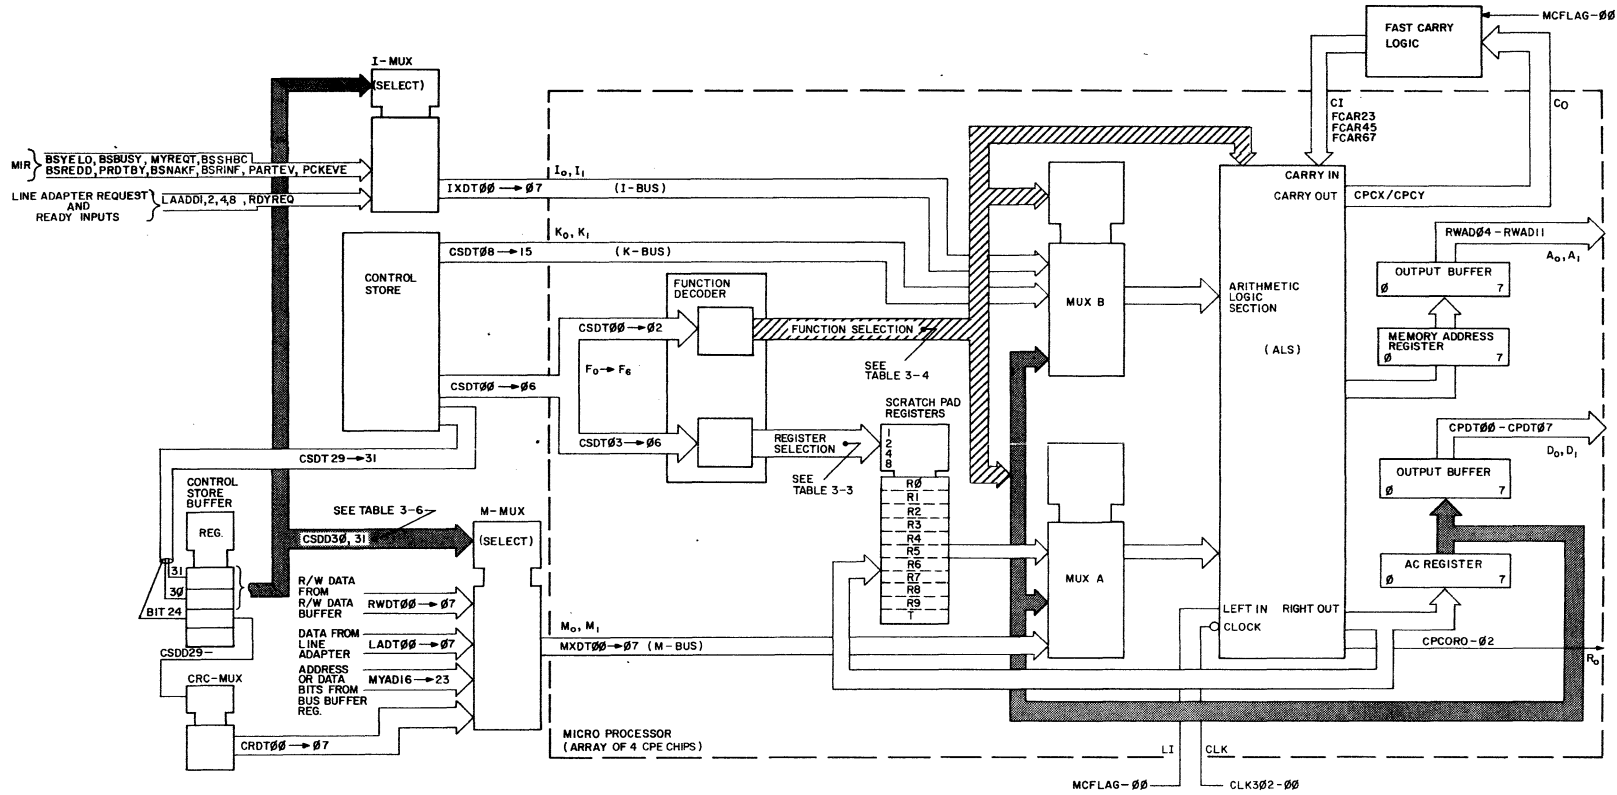 MCFLAG-ØØ
FAST CARRY
LOGIC
I-MUX
(SELECT)
CI
FCAR23
FCAR45
FCAR67
CO
MIR
BSYELO, BSBUSY, MYREQT, BSSHBC
BSREDD, PRDTBY, BSNAKF, BSRINF, PARTEV, PCKEVE
LINE ADAPTER REQUEST
AND
READY INPUTS
LAADD1,2,4,8 , RDYREQ
I0, I1
IXDTØØ → Ø7 (I-BUS)
CARRY IN
CARRY OUT
CPCX/CPCY
K0, K1
CSDTØ8 → 15 (K-BUS)
CONTROL
STORE
FUNCTION
DECODER
CSDTØØ → Ø2
FUNCTION SELECTION
SEE
TABLE 3-4
F0 → F6
CSDTØØ → Ø6
CSDTØ3 → Ø6
REGISTER
SELECTION
SEE
TABLE 3-3
MUX B
ARITHMETIC
LOGIC
SECTION
(ALS)
RWADØ4-RWAD11
A0, A1
OUTPUT BUFFER
Ø 7
MEMORY ADDRESS
REGISTER
Ø 7
SCRATCH PAD
REGISTERS
1
2
4
8
RØ
R1
R2
R3
R4
R5
R6
R7
R8
R9
T
CPDTØØ-CPDTØ7
D0, D1
OUTPUT BUFFER
Ø 7
AC REGISTER
Ø 7
CSDT29 → 31
CONTROL
STORE
BUFFER
REG.
31
3Ø
BIT 24
CSDD29-
SEE TABLE 3-6
CSDD3Ø, 31
M-MUX
(SELECT)
R/W DATA
FROM
R/W DATA
BUFFER
RWDTØØ → Ø7
DATA FROM
LINE
ADAPTER
LADTØØ → Ø7
ADDRESS
OR DATA
BITS FROM
BUS BUFFER
REG.
MYAD16 → 23
CRC-MUX
CRDTØØ → Ø7
M0, M1
MXDTØØ → Ø7 (M-BUS)
MUX A
LEFT IN
RIGHT OUT
CLOCK
CPCORO-Ø2
R0
MICRO PROCESSOR
(ARRAY OF 4 CPE CHIPS)
LI
CLK
MCFLAG-ØØ
CLK3Ø2-ØØ